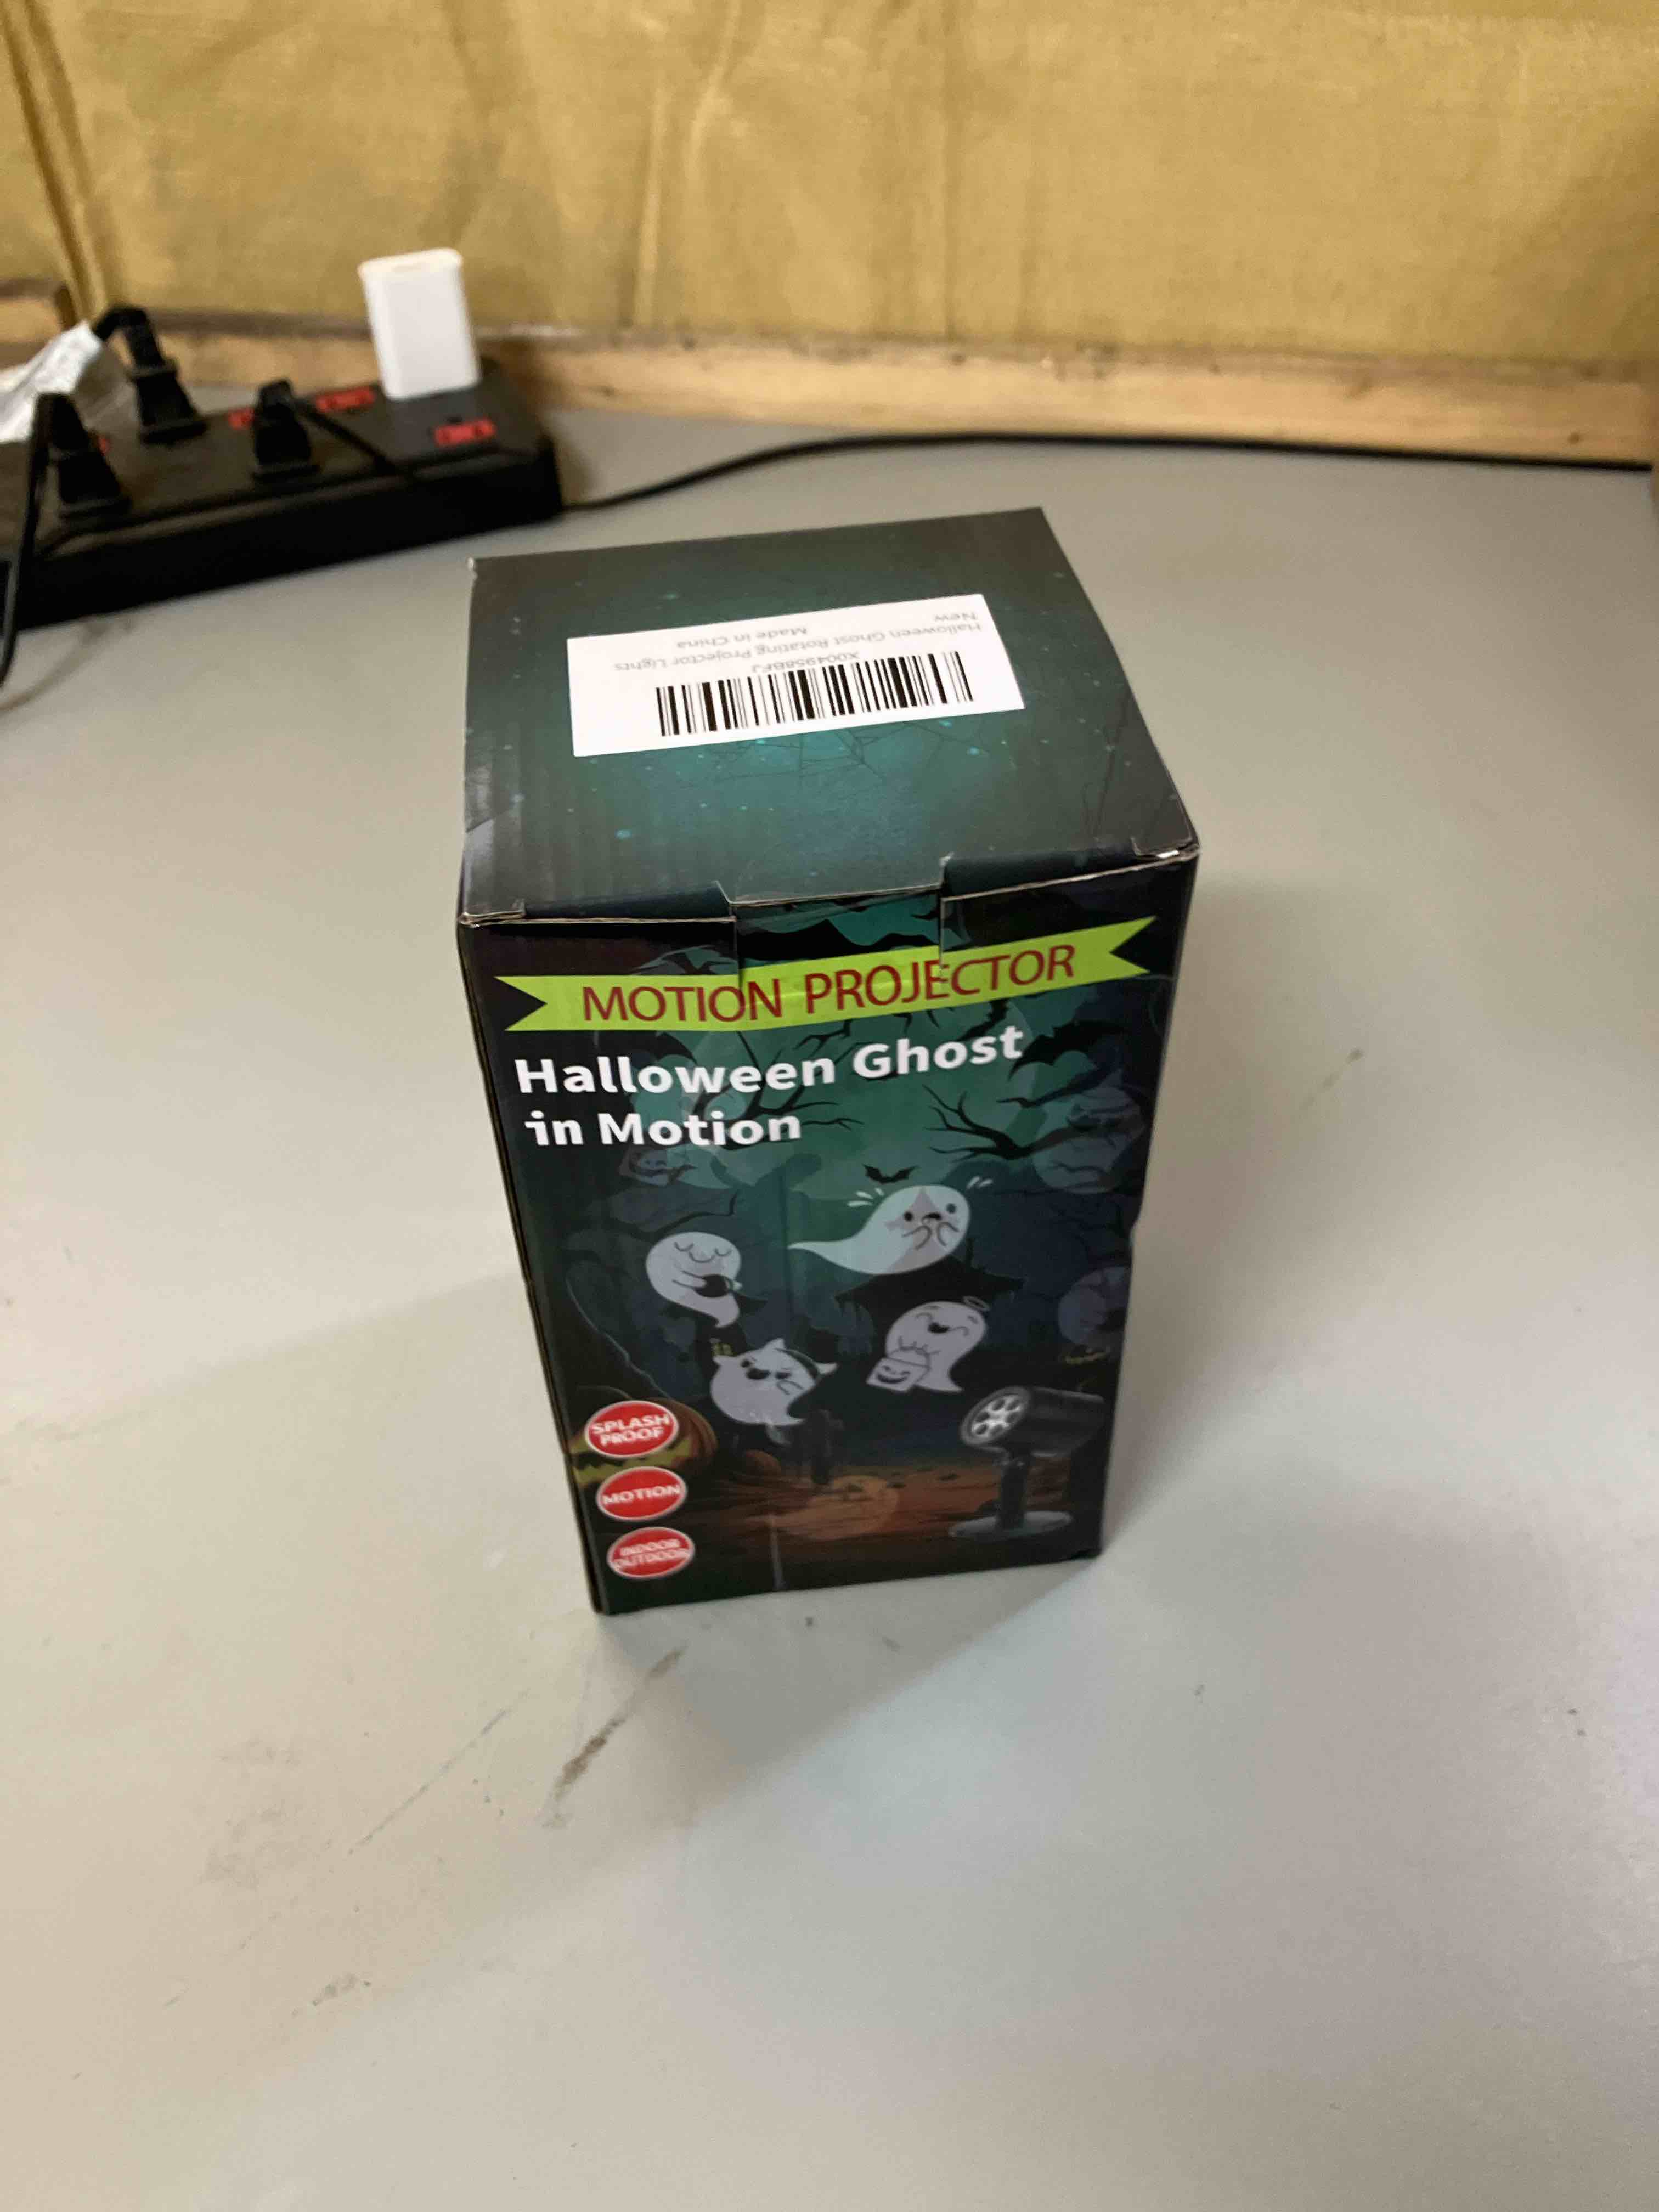 X004958BFJ
Halloween Ghost Rotating Projector Lights
New
Made in China
MOTION PROJECTOR
Halloween Ghost
in Motion
SPLASH
PROOF
MOTION
INDOOR
OUTDOOR